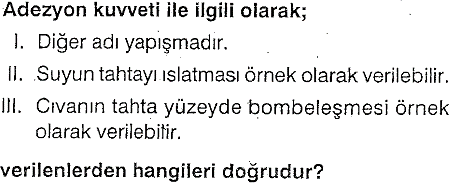 Adezyon kuvveti ile ilgili olarak;
I. Diğer adı yapışmadır.
II. Suyun tahtayı ıslatması örnek olarak verilebilir.
III. Cıvanın tahta yüzeyde bombeleşmesi örnek
olarak verilebilir.
verilenlerden hangileri doğrudur?